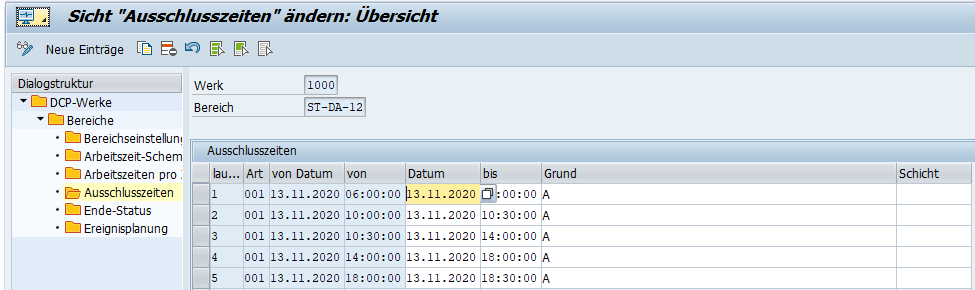 Sicht "Ausschlusszeiten" ändern: Übersicht
Neue Einträge
Dialogstruktur
DCP-Werke
Bereiche
Bereichseinstellun
Arbeitszeit-Schem
Arbeitszeiten pro
Ausschlusszeiten
Ende-Status
Ereignisplanung
Werk 1000
Bereich ST-DA-12
Ausschlusszeiten
lau... Art von Datum von Datum bis Grund Schicht
1 001 13.11.2020 06:00:00 13.11.2020 :00:00 A
2 001 13.11.2020 10:00:00 13.11.2020 10:30:00 A
3 001 13.11.2020 10:30:00 13.11.2020 14:00:00 A
4 001 13.11.2020 14:00:00 13.11.2020 18:00:00 A
5 001 13.11.2020 18:00:00 13.11.2020 18:30:00 A